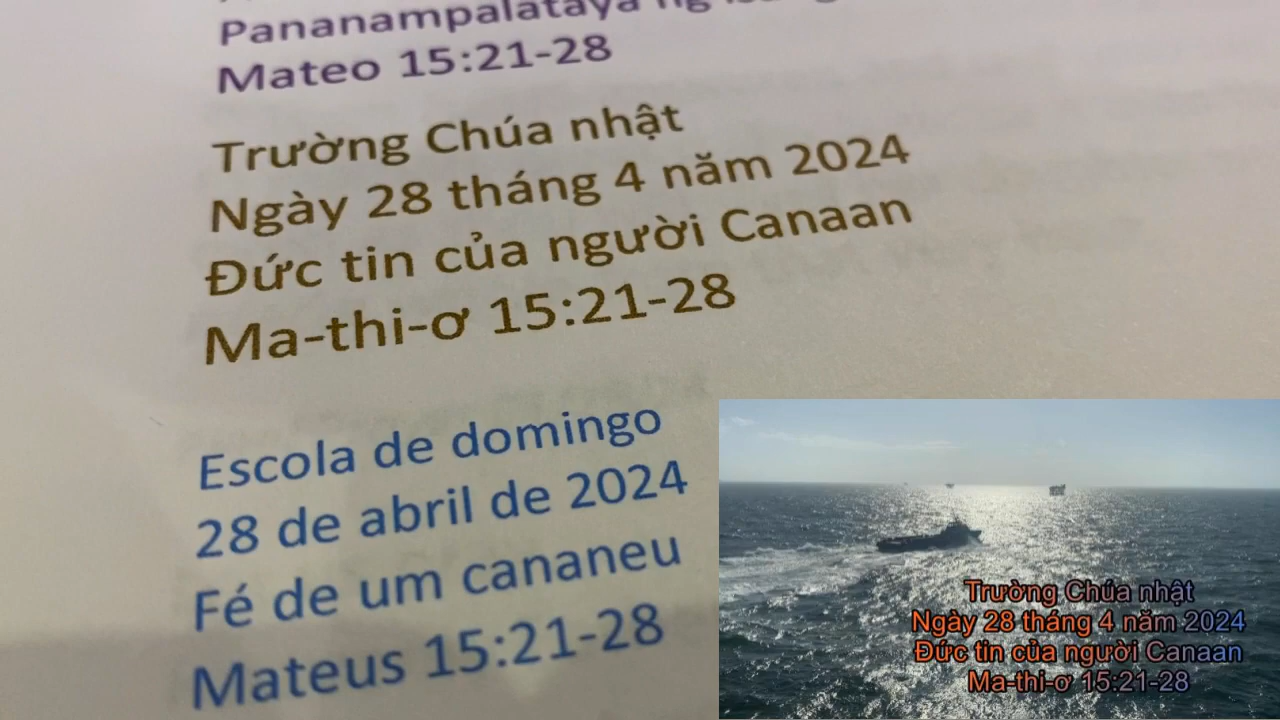 Pananampalataya ng
Mateo 15:21-28
Trường Chúa nhật
Ngày 28 tháng 4 năm 2024
Đức tin của người Canaan
Ma-thi-ơ 15:21-28
Escola de domingo
28 de abril de 2024
Fé de um cananeu
Mateus 15:21-28
Trường Chúa nhật
Ngày 28 tháng 4 năm 2024
Đức tin của người Canaan
Ma-thi-ơ 15:21-28